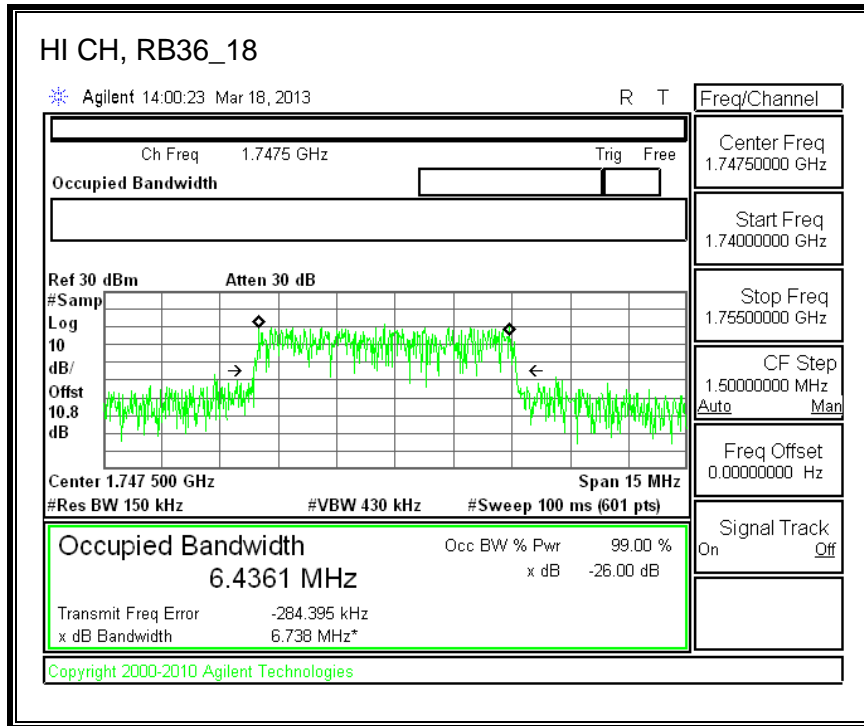 HI CH, RB36_18
Agilent 14:00:23 Mar 18, 2013 R T
Ch Freq 1.7475 GHz Trig Free
Occupied Bandwidth
Ref 30 dBm Atten 30 dB
#Samp
Log
10
dB/
Offst
10.8
dB
Center 1.747 500 GHz Span 15 MHz
#Res BW 150 kHz #VBW 430 kHz #Sweep 100 ms (601 pts)
Occupied Bandwidth Occ BW % Pwr 99.00 %
6.4361 MHz x dB -26.00 dB
Transmit Freq Error -284.395 kHz
x dB Bandwidth 6.738 MHz*
Copyright 2000-2010 Agilent Technologies
Freq/Channel
Center Freq
1.74750000 GHz
Start Freq
1.74000000 GHz
Stop Freq
1.75500000 GHz
CF Step
1.50000000 MHz
Auto Man
Freq Offset
0.00000000 Hz
Signal Track
On Off